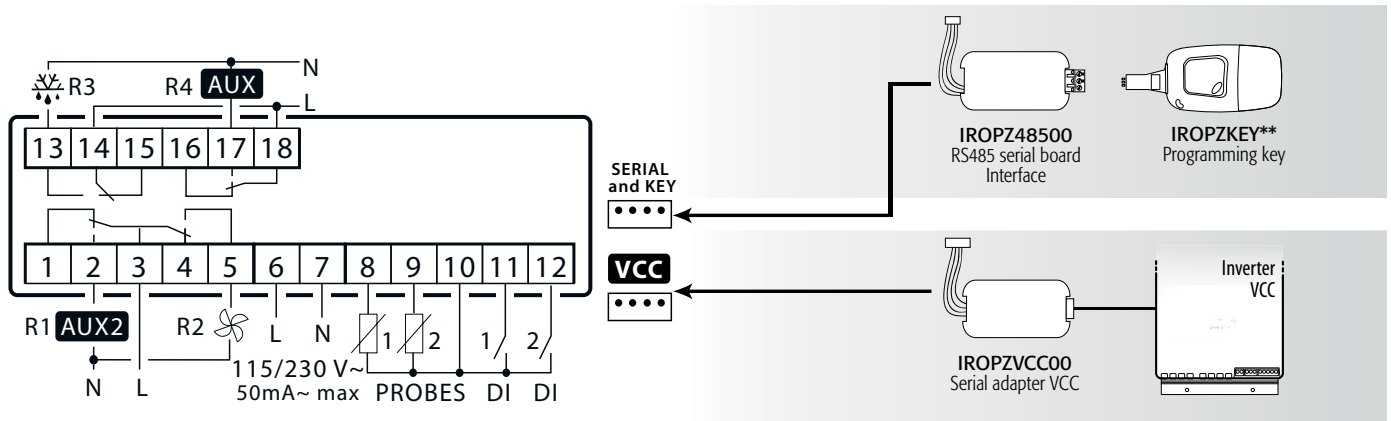 R3
R4 AUX
N
L
13 14 15 16 17 18
1 2 3 4 5 6 7 8 9 10 11 12
R1 AUX2
R2
L
N
1
2
1
2
N
L
115/230 V~
50mA~ max
PROBES
DI
DI
SERIAL
and KEY
VCC
IROPZ48500
RS485 serial board
Interface
IROPZKEY**
Programming key
IROPZVCC00
Serial adapter VCC
Inverter
VCC